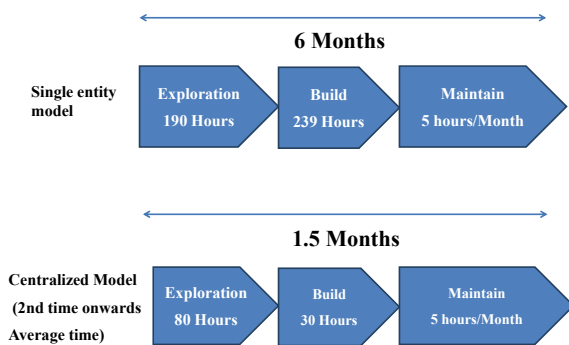 6 Months
Single entity
model
Exploration
190 Hours
Build
239 Hours
Maintain
5 hours/Month
1.5 Months
Centralized Model
(2nd time onwards
Average time)
Exploration
80 Hours
Build
30 Hours
Maintain
5 hours/Month